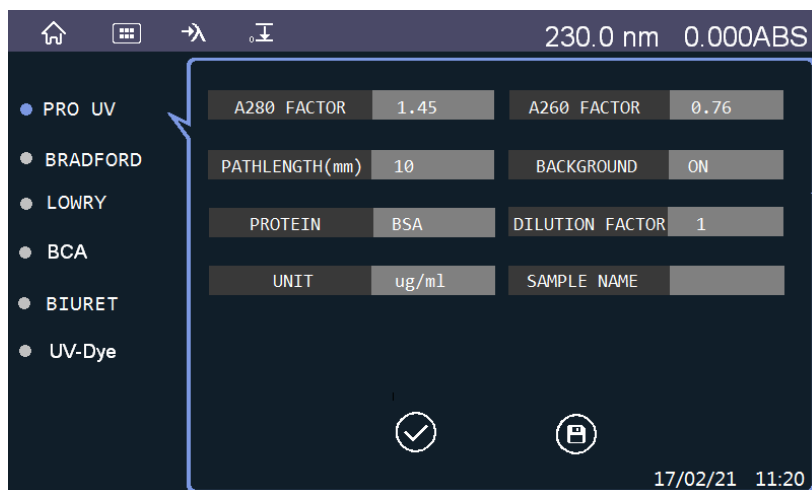 230.0 nm 0.000ABS
PRO UV
BRADFORD
LOWRY
BCA
BIURET
UV-Dye
A280 FACTOR 1.45 A260 FACTOR 0.76
PATHLENGTH(mm) 10 BACKGROUND ON
PROTEIN BSA DILUTION FACTOR 1
UNIT ug/ml SAMPLE NAME
17/02/21 11:20